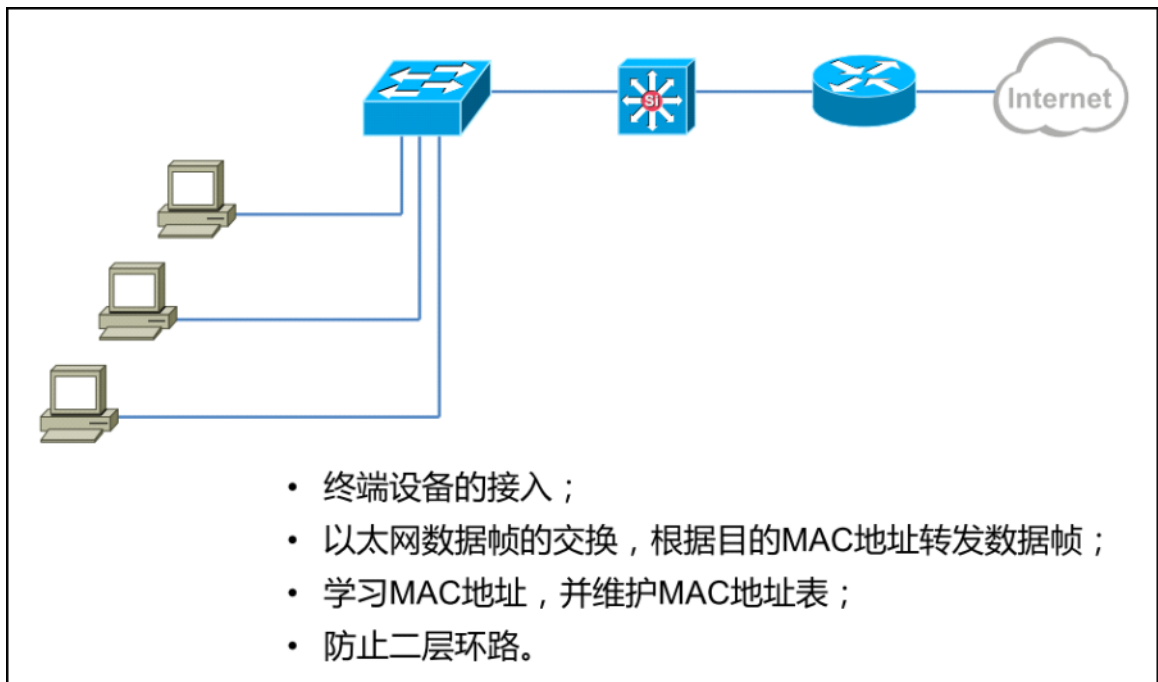 Si
Internet
• 终端设备的接入；
• 以太网数据帧的交换，根据目的MAC地址转发数据帧；
• 学习MAC地址，并维护MAC地址表；
• 防止二层环路。